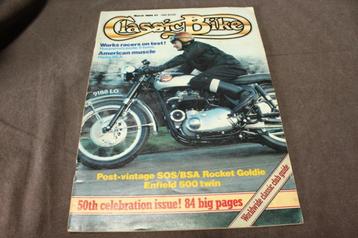 Classic Bike
Works racers on test!
American muscle
9188 LO
Post-vintage SOS/BSA Rocket Goldie
Enfield 500 twin
50th celebration issue! 84 big pages
Worldwide classic club guide